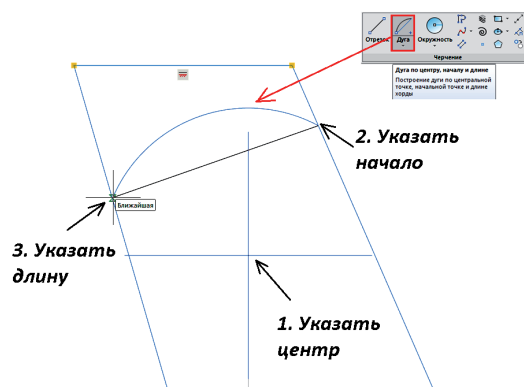 Отрезок Дуга Окружность
Черчение
Дуга по центру, началу и длине
Построение дуги по центральной
точке, начальной точке и длине
хорды
2. Указать
начало
Ближайшая
3. Указать
длину
1. Указать
центр